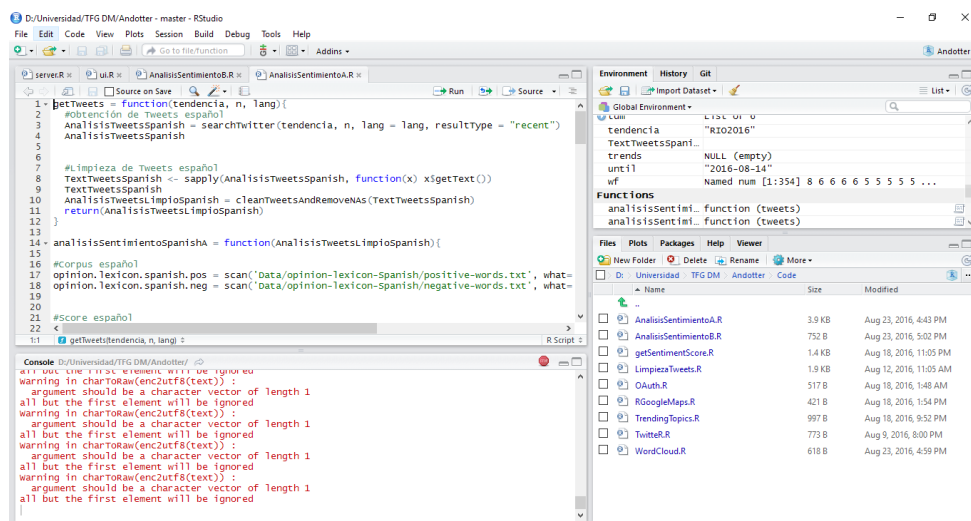 D:/Universidad/TFG DM/Andotter - master - RStudio
File Edit Code View Plots Session Build Debug Tools Help
Go to file/function Addins Andotter
server.R ui.R AnalisisSentimientoB.R AnalisisSentimientoA.R
Source on Save Run Source
1 getTweets = function(tendencia, n, lang){
2 #Obtención de Tweets español
3 AnalisisTweetsSpanish = searchTwitter(tendencia, n, lang = lang, resultType = "recent")
4 AnalisisTweetsSpanish
5
6
7 #Limpieza de Tweets español
8 TextTweetsSpanish <- sapply(AnalisisTweetsSpanish, function(x) x$getText())
9 TextTweetsSpanish
10 AnalisisTweetsLimpioSpanish = cleanTweetsAndRemoveNAs(TextTweetsSpanish)
11 return(AnalisisTweetsLimpioSpanish)
12 }
13
14 analisisSentimientoSpanishA = function(AnalisisTweetsLimpioSpanish){
15
16 #Corpus español
17 opinion.lexicon.spanish.pos = scan('Data/opinion-lexicon-Spanish/positive-words.txt', what=
18 opinion.lexicon.spanish.neg = scan('Data/opinion-lexicon-Spanish/negative-words.txt', what=
19
20
21 #Score español
22
1:1 getTweets(tendencia, n, lang) R Script
Console D:/Universidad/TFG DM/Andotter/
all but the first element will be ignored
Warning in charToRaw(enc2utf8(text)) :
argument should be a character vector of length 1
all but the first element will be ignored
Warning in charToRaw(enc2utf8(text)) :
argument should be a character vector of length 1
all but the first element will be ignored
Warning in charToRaw(enc2utf8(text)) :
argument should be a character vector of length 1
all but the first element will be ignored
Warning in charToRaw(enc2utf8(text)) :
argument should be a character vector of length 1
all but the first element will be ignored
Environment History Git
Import Dataset List
Global Environment
tdm List of 6
tendencia "RIO2016"
TextTweetsSpani…
trends NULL (empty)
until "2016-08-14"
wf Named num [1:354] 8 6 6 6 6 5 5 5 5 5 ...
Functions
analisisSentimi… function (tweets)
analisisSentimi… function (tweets)
Files Plots Packages Help Viewer
New Folder Delete Rename More
D: Universidad TFG DM Andotter Code
Name Size Modified
..
AnalisisSentimientoA.R 3.9 KB Aug 23, 2016, 4:43 PM
AnalisisSentimientoB.R 752 B Aug 23, 2016, 5:02 PM
getSentimentScore.R 1.4 KB Aug 18, 2016, 11:05 PM
LimpiezaTweets.R 1.9 KB Aug 12, 2016, 11:05 AM
OAuth.R 517 B Aug 18, 2016, 1:48 AM
RGoogleMaps.R 421 B Aug 18, 2016, 1:54 PM
TrendingTopics.R 997 B Aug 18, 2016, 9:52 PM
TwitteR.R 773 B Aug 9, 2016, 8:00 PM
WordCloud.R 618 B Aug 23, 2016, 4:59 PM